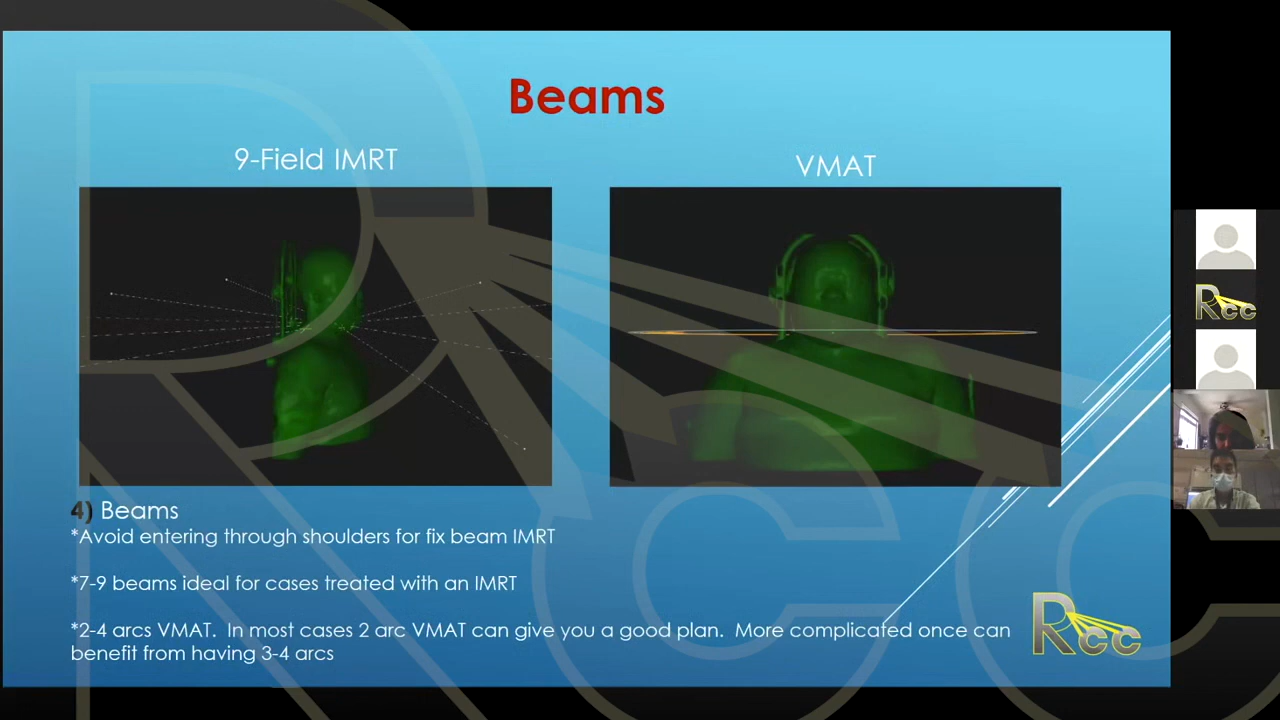 Beams
9-Field IMRT
VMAT
4) Beams
*Avoid entering through shoulders for fix beam IMRT
*7-9 beams ideal for cases treated with an IMRT
*2-4 arcs VMAT. In most cases 2 arc VMAT can give you a good plan. More complicated once can
benefit from having 3-4 arcs
Rcc
Rcc
Rcc